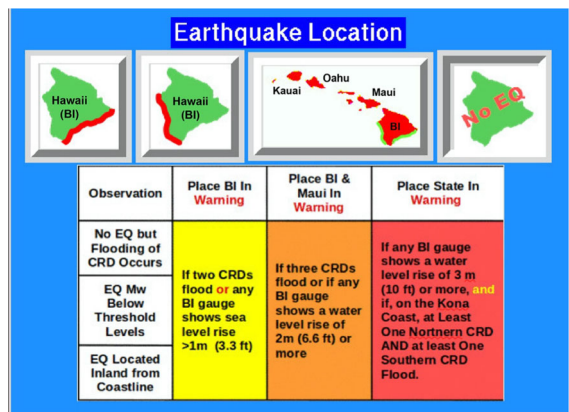 Earthquake Location
Hawaii
(BI)
Hawaii
(BI)
Kauai
Oahu
Maui
BI
No EQ
Observation
Place BI In
Warning
Place BI &
Maui In
Warning
Place State In
Warning
No EQ but
Flooding of
CRD Occurs
EQ Mw
Below
Threshold
Levels
EQ Located
Inland from
Coastline
If two CRDs
flood or any
BI gauge
shows sea
level rise
>1m (3.3 ft)
If three CRDs
flood or if any
BI gauge
shows a water
level rise of
2m (6.6 ft) or
more
If any BI gauge
shows a water
level rise of 3 m
(10 ft) or more, and
if, on the Kona
Coast, at Least
One Nortnern CRD
AND at least One
Southern CRD
Flood.